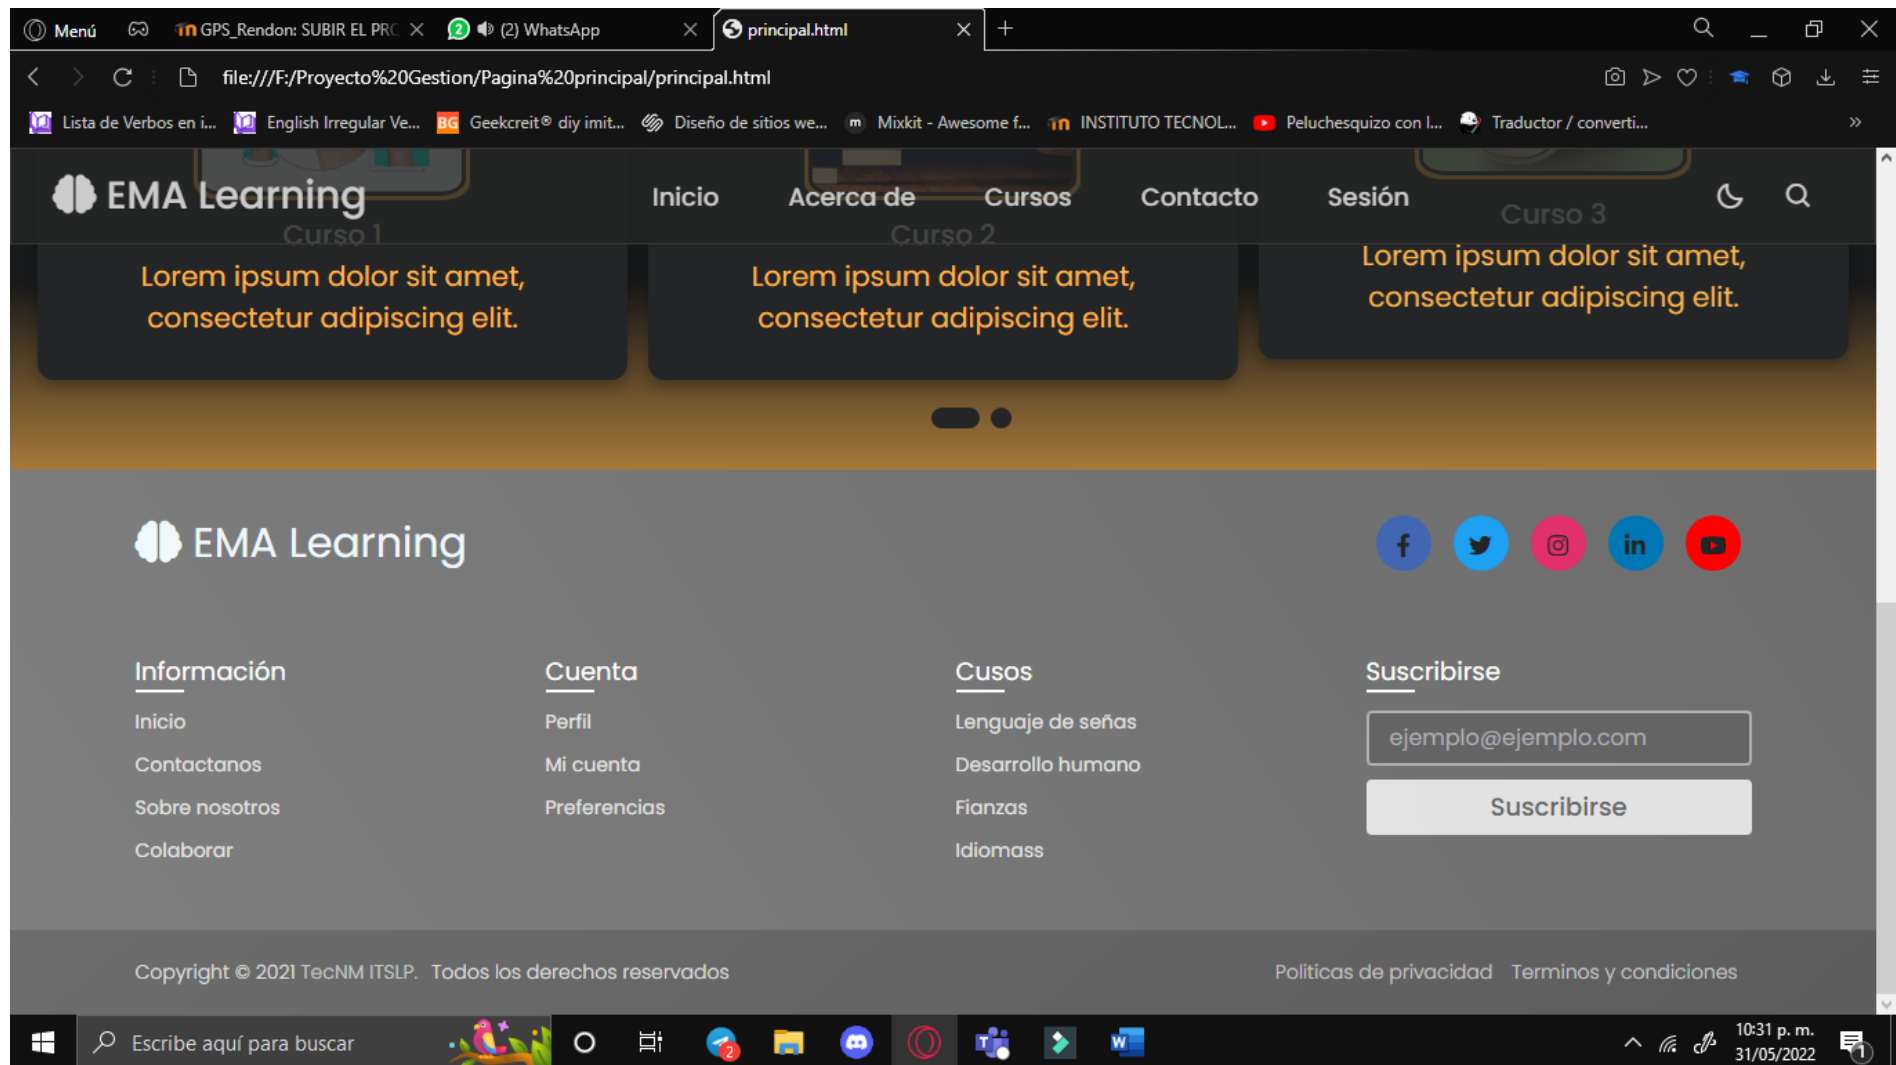 Menú
GPS_Rendon: SUBIR EL PRO
2
(2) WhatsApp
principal.html
file:///F:/Proyecto%20Gestion/Pagina%20principal/principal.html
Lista de Verbos en i...
English Irregular Ve...
BG Geekcreit® diy imit...
Diseño de sitios we...
m Mixkit - Awesome f...
INSTITUTO TECNOL...
Peluchesquizo con l...
Traductor / converti...
EMA Learning
Inicio
Acerca de
Cursos
Contacto
Sesión
Curso 1
Curso 2
Curso 3
Lorem ipsum dolor sit amet,
consectetur adipiscing elit.
Lorem ipsum dolor sit amet,
consectetur adipiscing elit.
Lorem ipsum dolor sit amet,
consectetur adipiscing elit.
EMA Learning
Información
Inicio
Contactanos
Sobre nosotros
Colaborar
Cuenta
Perfil
Mi cuenta
Preferencias
Cusos
Lenguaje de señas
Desarrollo humano
Fianzas
Idiomass
Suscribirse
ejemplo@ejemplo.com
Suscribirse
Copyright © 2021 TecNM ITSLP. Todos los derechos reservados
Politicas de privacidad
Terminos y condiciones
Escribe aquí para buscar
2
10:31 p. m.
31/05/2022
1